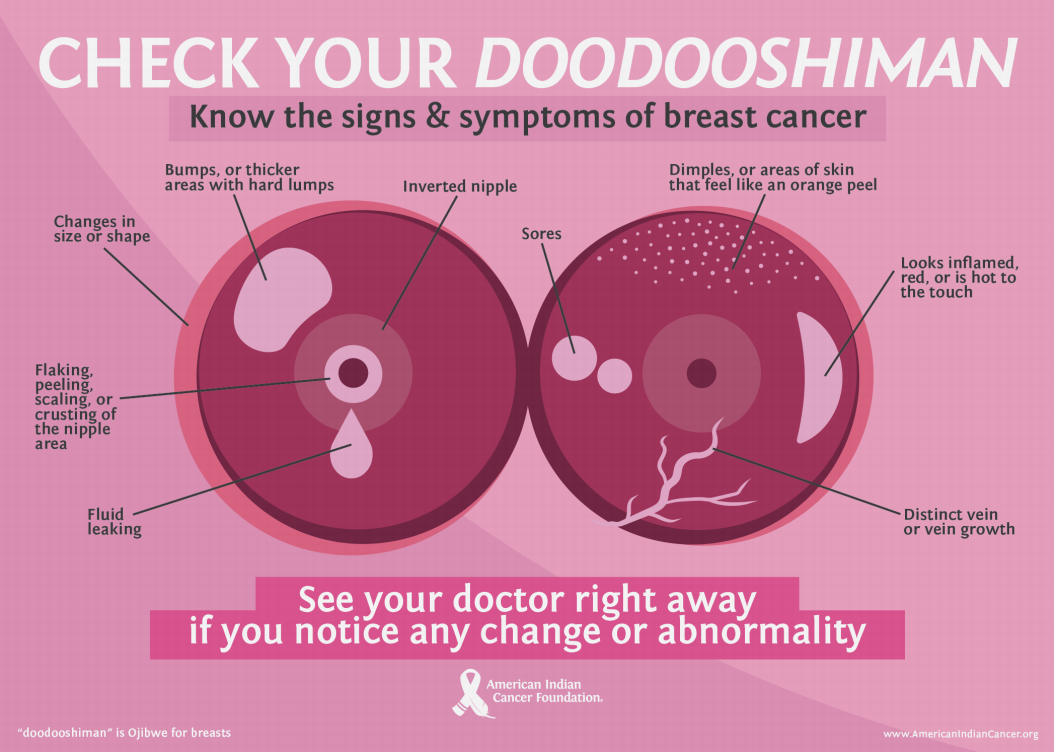 CHECK YOUR DOODOOSHIMAN
Know the signs & symptoms of breast cancer
Bumps, or thicker
areas with hard lumps
Inverted nipple
Dimples, or areas of skin
that feel like an orange peel
Changes in
size or shape
Sores
Looks inflamed,
red, or is hot to
the touch
Flaking,
peeling,
scaling, or
crusting of
the nipple
area
Fluid
leaking
Distinct vein
or vein growth
See your doctor right away
if you notice any change or abnormality
American Indian
Cancer Foundation.
"doodooshiman" is Ojibwe for breasts
www.AmericanIndianCancer.org